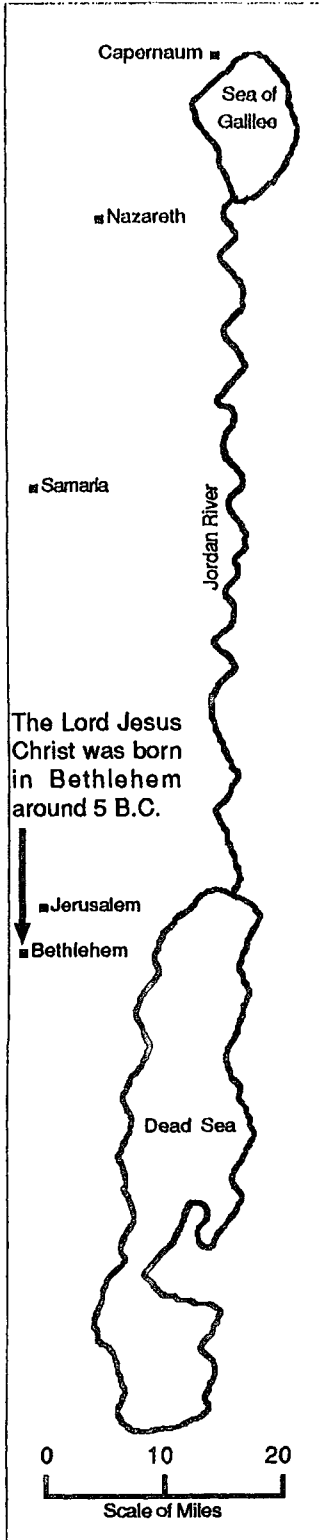 Capernaum
Sea of
Galilee
Nazareth
Samaria
Jordan River
The Lord Jesus
Christ was born
in Bethlehem
around 5 B.C.
Jerusalem
Bethlehem
Dead Sea
0 10 20
Scale of Miles